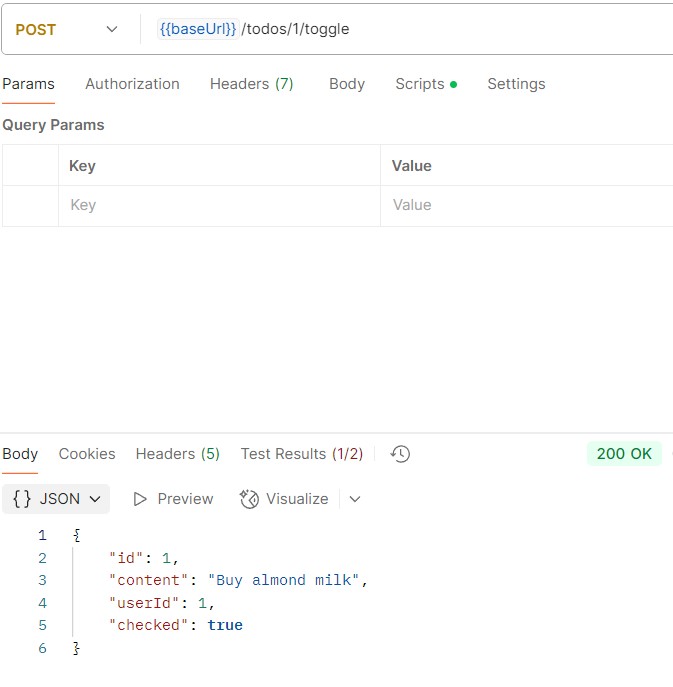 POST {{baseUrl}} /todos/1/toggle
Params Authorization Headers (7) Body Scripts Settings
Query Params
Key Value
Key Value
Body Cookies Headers (5) Test Results (1/2) 200 OK
{} JSON Preview Visualize
1 {
2 "id": 1,
3 "content": "Buy almond milk",
4 "userId": 1,
5 "checked": true
6 }